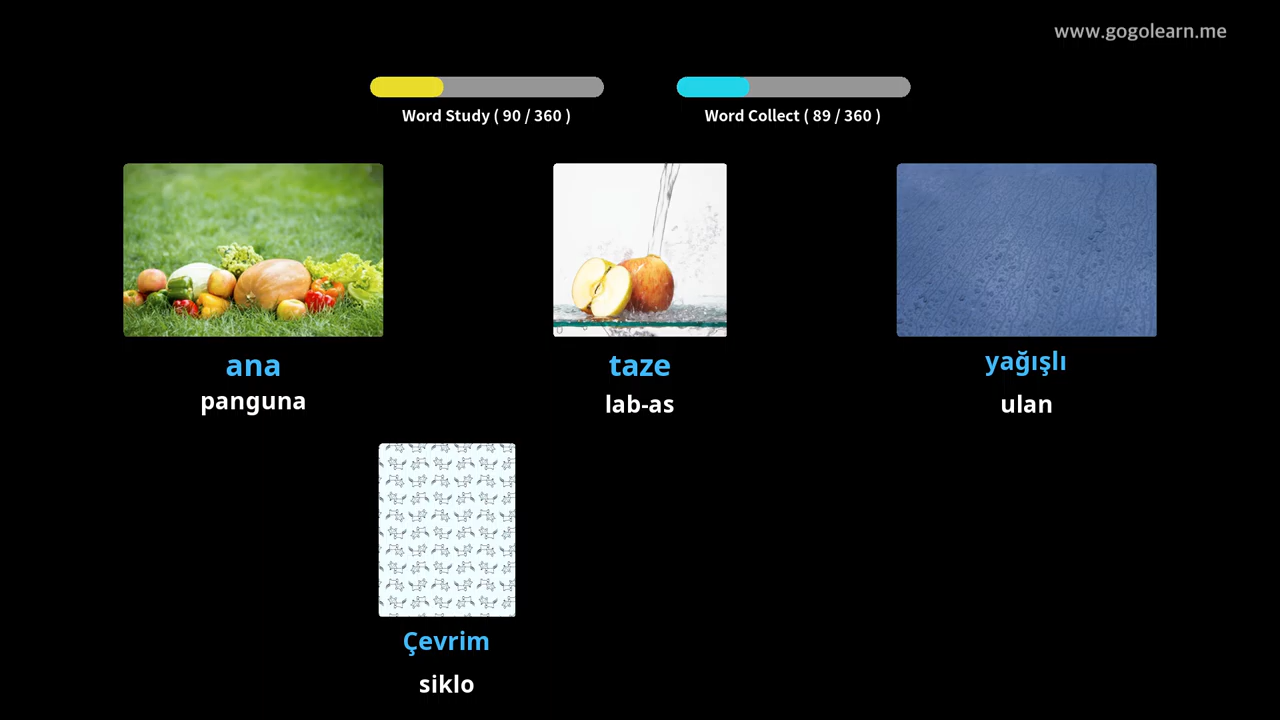 www.gogolearn.me
Word Study ( 90 / 360 )
Word Collect ( 89 / 360 )
ana
panguna
taze
lab-as
yağışlı
ulan
Çevrim
siklo